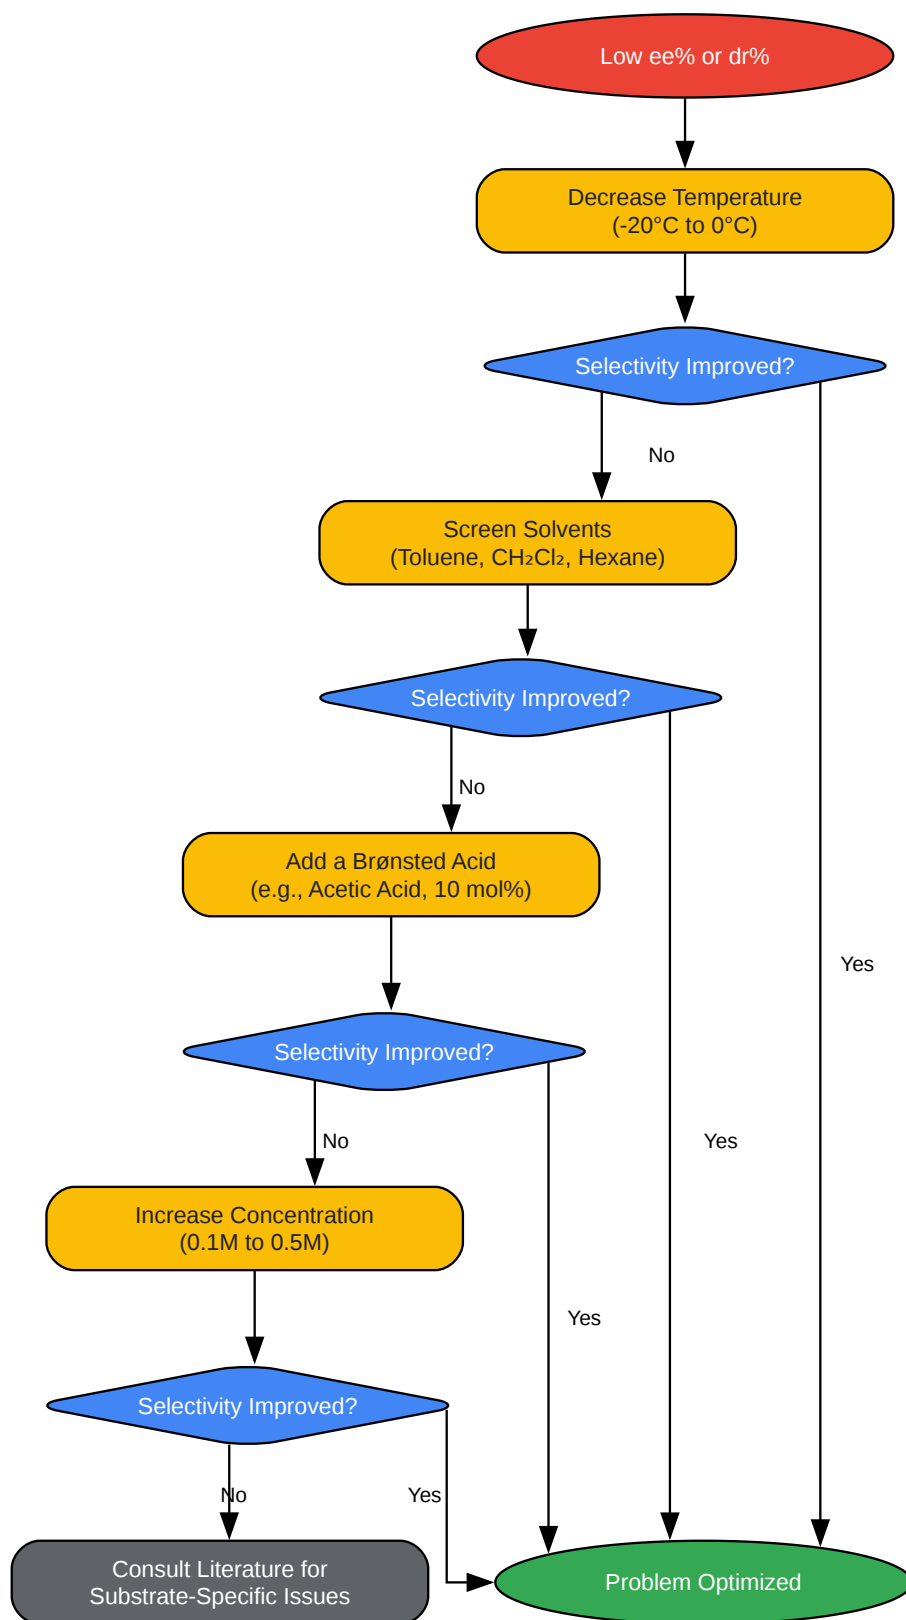 Low ee% or dr%
Decrease Temperature
(-20°C to 0°C)
Selectivity Improved?
No
Screen Solvents
(Toluene, CH₂Cl₂, Hexane)
Selectivity Improved?
No
Add a Brønsted Acid
(e.g., Acetic Acid, 10 mol%)
Yes
Selectivity Improved?
No
Yes
Increase Concentration
(0.1M to 0.5M)
Yes
Selectivity Improved?
No
Yes
Consult Literature for
Substrate-Specific Issues
Problem Optimized